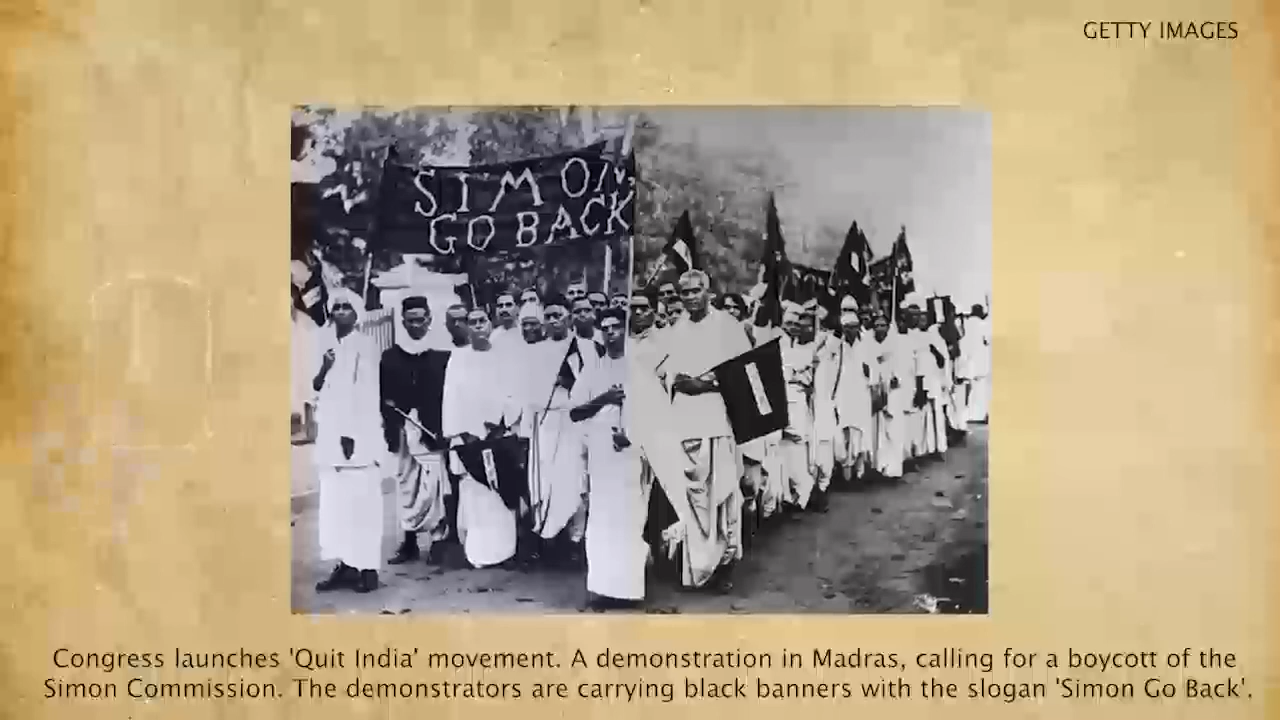 GETTY IMAGES
SIMON,
GO BACK
Congress launches 'Quit India' movement. A demonstration in Madras, calling for a boycott of the
Simon Commission. The demonstrators are carrying black banners with the slogan 'Simon Go Back'.